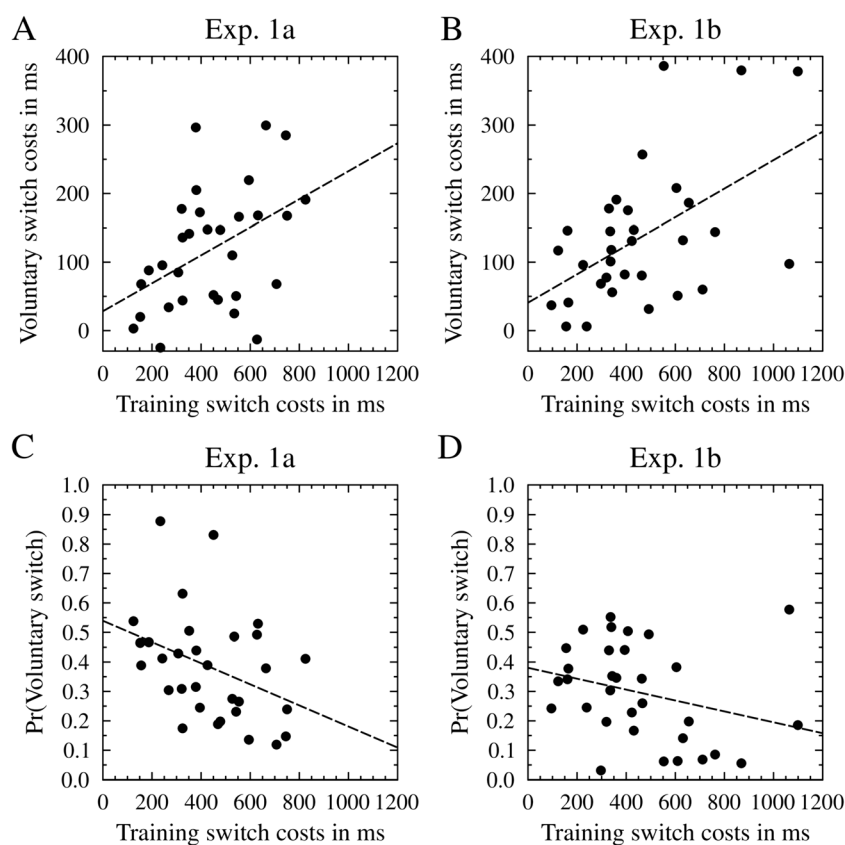 A
Exp. 1a
Voluntary switch costs in ms
400
300
200
100
0
0 200 400 600 800 1000 1200
Training switch costs in ms
B
Exp. 1b
Voluntary switch costs in ms
400
300
200
100
0
0 200 400 600 800 1000 1200
Training switch costs in ms
C
Exp. 1a
Pr(Voluntary switch)
1.0
0.9
0.8
0.7
0.6
0.5
0.4
0.3
0.2
0.1
0.0
0 200 400 600 800 1000 1200
Training switch costs in ms
D
Exp. 1b
Pr(Voluntary switch)
1.0
0.9
0.8
0.7
0.6
0.5
0.4
0.3
0.2
0.1
0.0
0 200 400 600 800 1000 1200
Training switch costs in ms